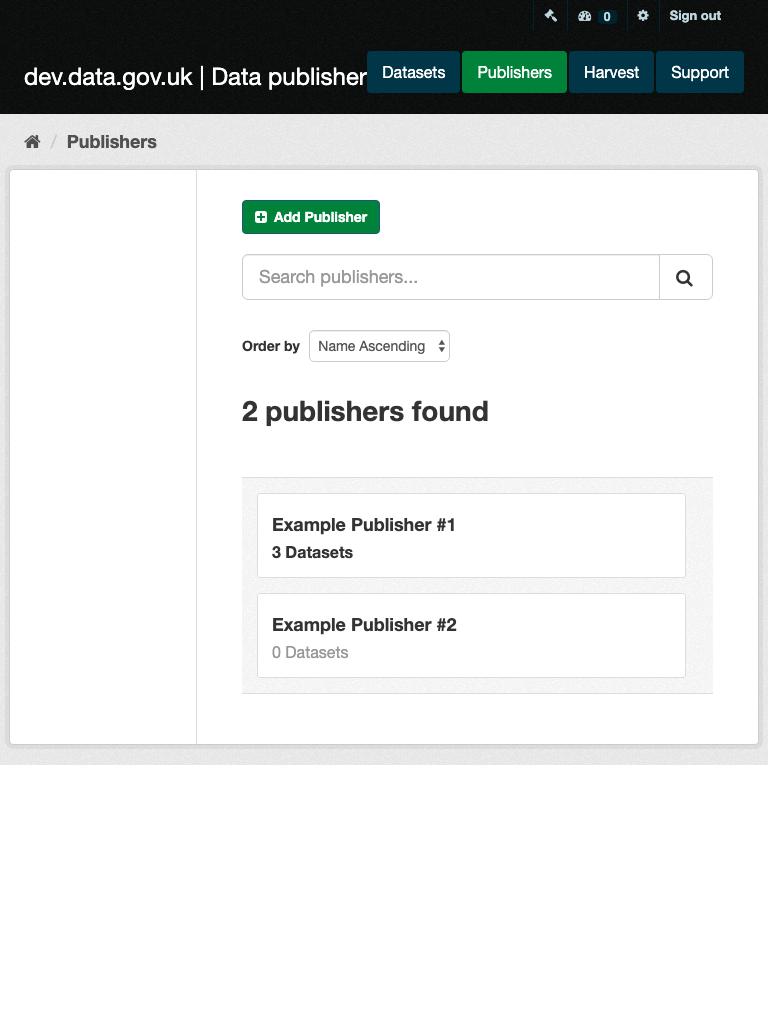 0 Sign out
dev.data.gov.uk | Data publisher Datasets Publishers Harvest Support
/ Publishers
Add Publisher
Search publishers...
Order by Name Ascending
2 publishers found
Example Publisher #1
3 Datasets
Example Publisher #2
0 Datasets